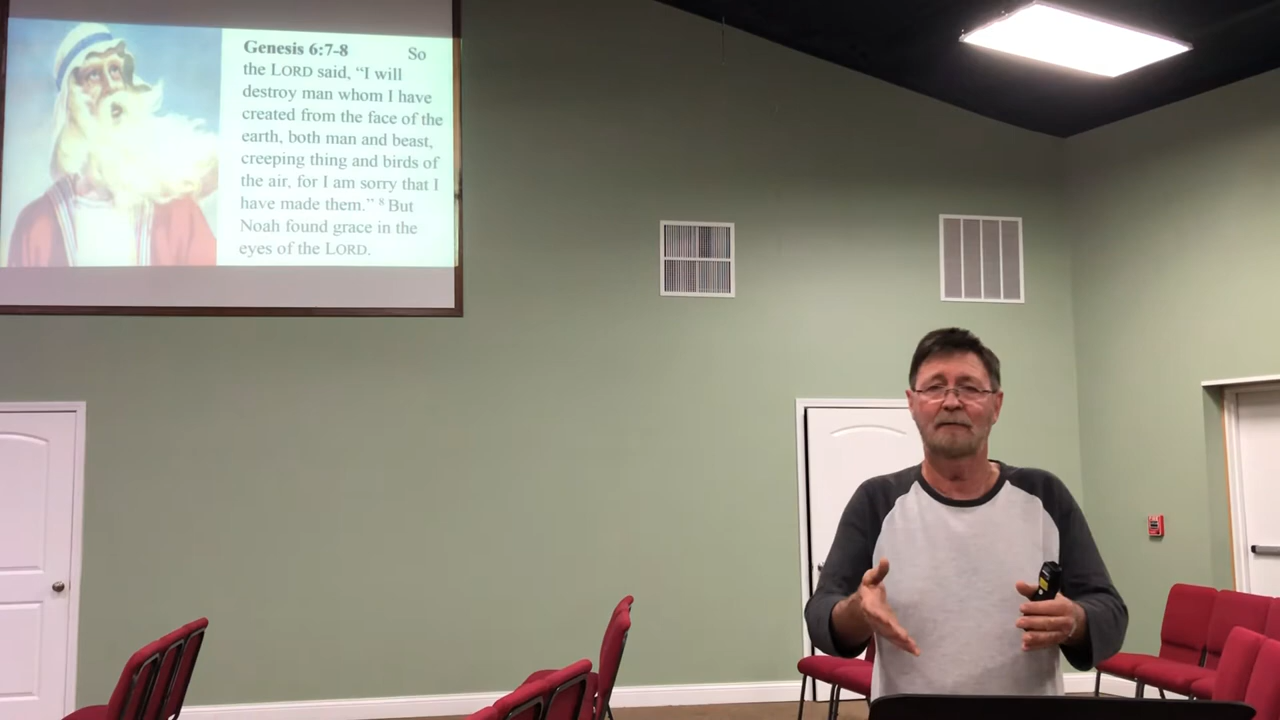 Genesis 6:7-8 So
the LORD said, “I will
destroy man whom I have
created from the face of the
earth, both man and beast,
creeping thing and birds of
the air, for I am sorry that I
have made them.” ⁸ But
Noah found grace in the
eyes of the LORD.